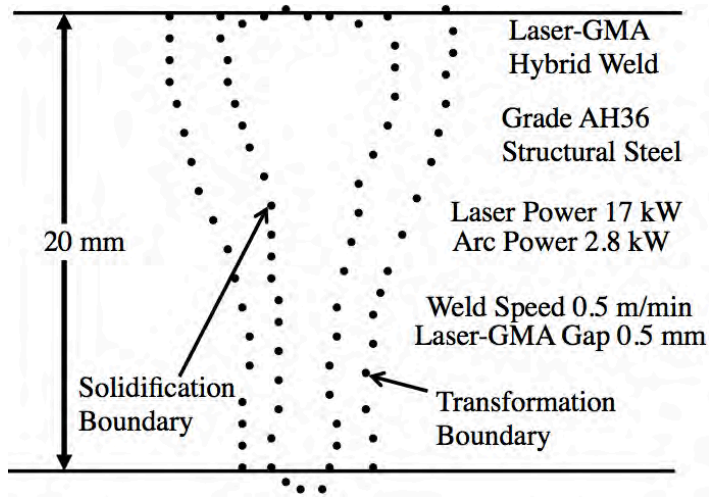 Laser-GMA
Hybrid Weld
Grade AH36
Structural Steel
20 mm
Laser Power 17 kW
Arc Power 2.8 kW
Weld Speed 0.5 m/min
Laser-GMA Gap 0.5 mm
Solidification
Boundary
Transformation
Boundary